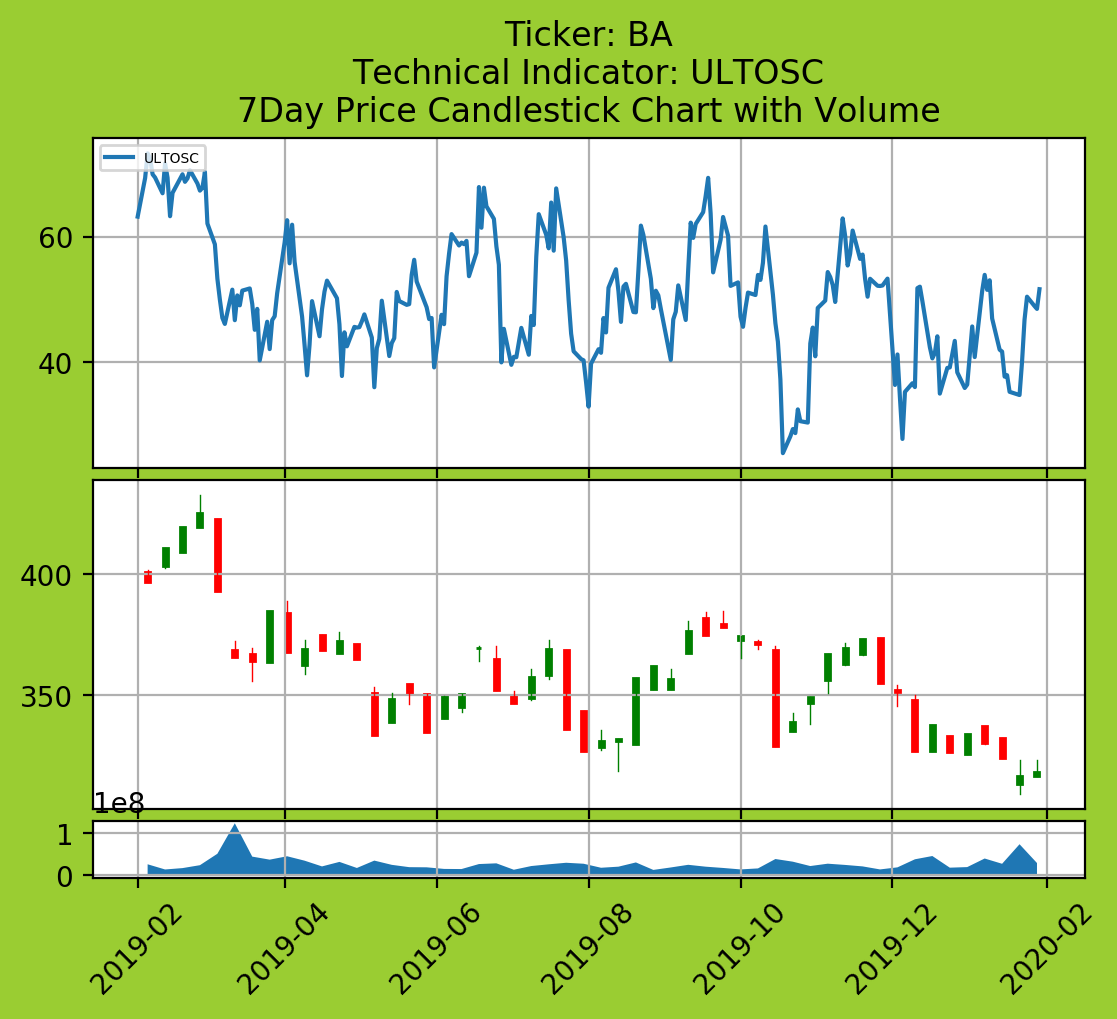 Ticker: BA
Technical Indicator: ULTOSC
7Day Price Candlestick Chart with Volume
ULTOSC
60
40
400
350
1e8
1
0
2019-02
2019-04
2019-06
2019-08
2019-10
2019-12
2020-02